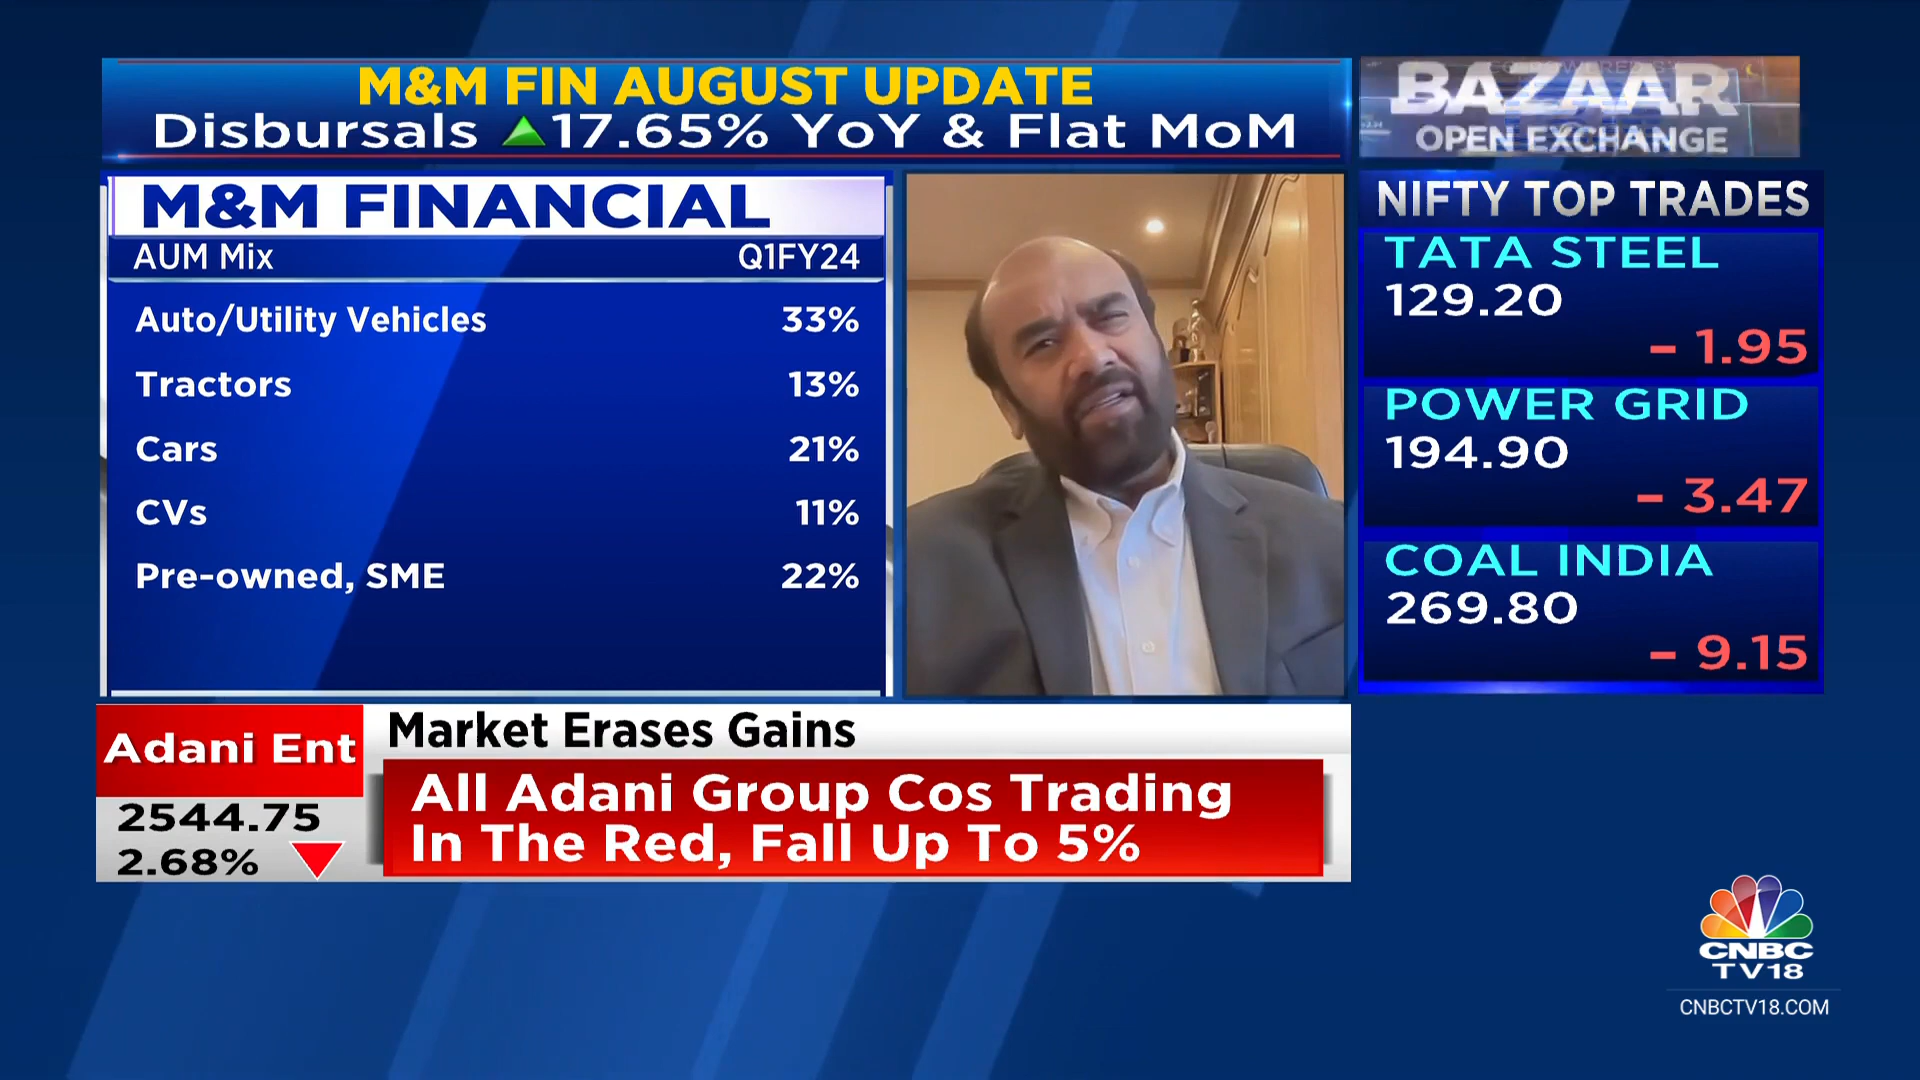 M&M FIN AUGUST UPDATE
Disbursals ▲17.65% YoY & Flat MoM
BAZAAR
OPEN EXCHANGE
M&M FINANCIAL
AUM Mix Q1FY24
Auto/Utility Vehicles 33%
Tractors 13%
Cars 21%
CVs 11%
Pre-owned, SME 22%
NIFTY TOP TRADES
TATA STEEL
129.20
- 1.95
POWER GRID
194.90
- 3.47
COAL INDIA
269.80
- 9.15
Adani Ent
2544.75
2.68%
Market Erases Gains
All Adani Group Cos Trading
In The Red, Fall Up To 5%
CNBC
TV18
CNBCTV18.COM